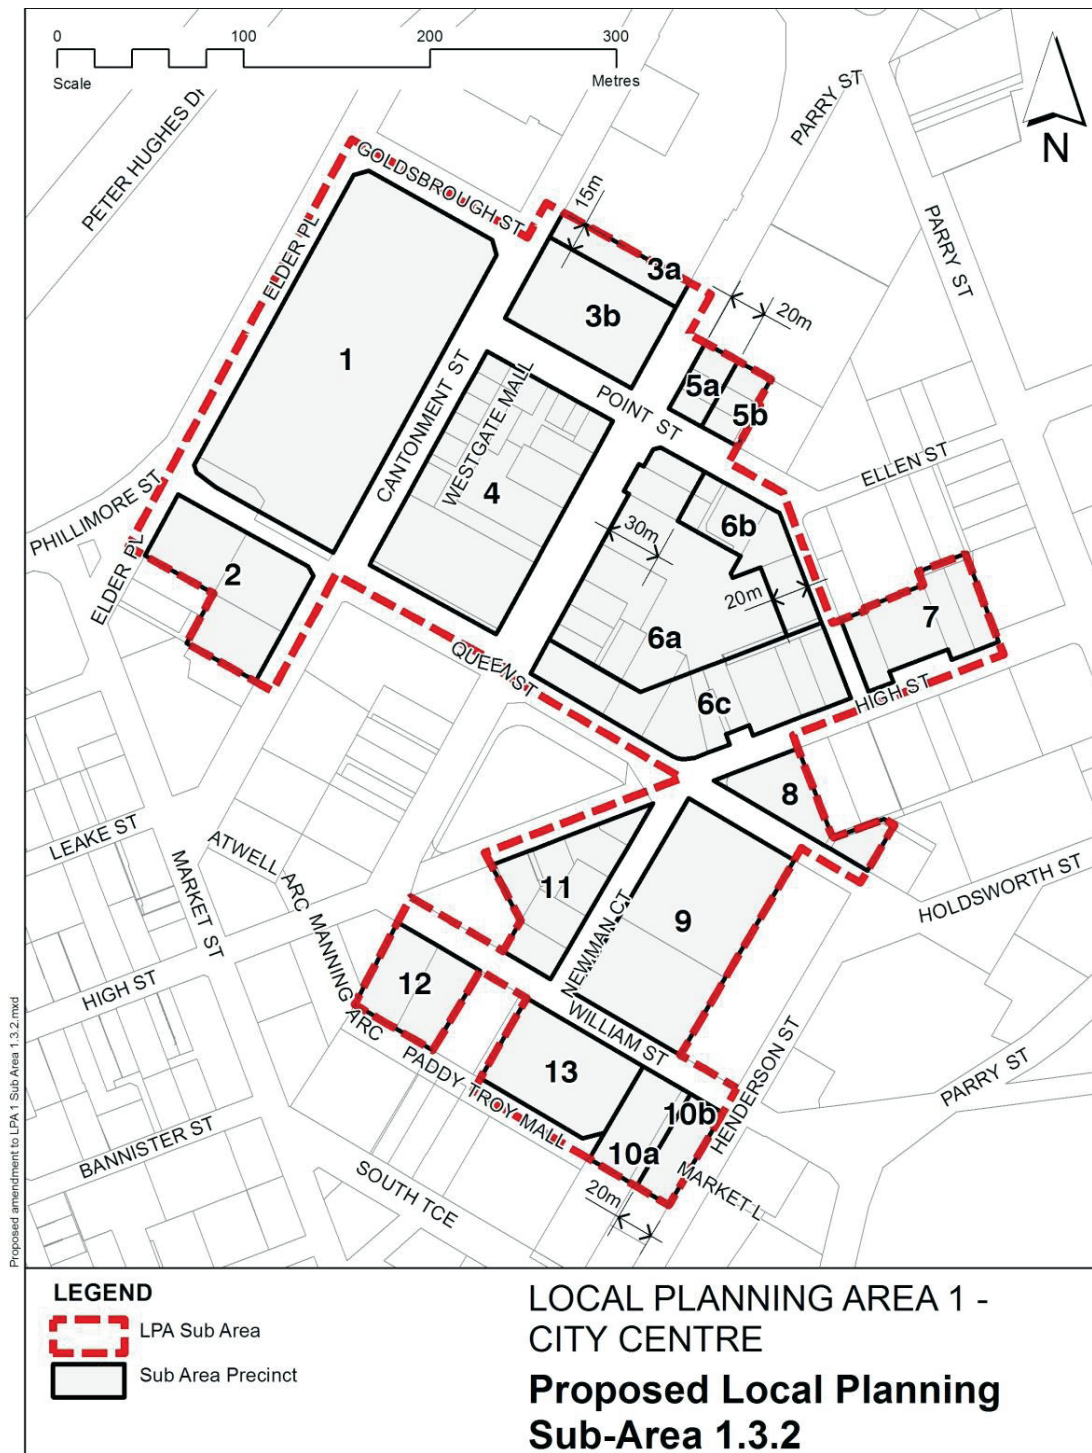 0 100 200 300
Scale Metres
PETER HUGHES DR
PARRY ST
N
GOLDSBROUGH ST
15m
PARRY ST
ELDER PL
3a
20m
3b
1
5a
5b
CANTONMENT ST
WESTGATE MALL
POINT ST
ELLEN ST
PHILLIMORE ST
4
6b
30m
ELDER PL
2
20m
7
6a
QUEEN ST
6c
HIGH ST
8
LEAKE ST
ATWELL ARC
MARKET ST
11
HOLDSWORTH ST
9
NEWMAN CT
MANNING ARC
HIGH ST
12
WILLIAM ST
HENDERSON ST
PADDY TROY MALL
13
PARRY ST
10b
BANNISTER ST
10a
MARKET L
SOUTH TCE
20m
Proposed amendment to LPA 1 Sub Area 1.3.2.mxd
LEGEND
LPA Sub Area
Sub Area Precinct
LOCAL PLANNING AREA 1 -
CITY CENTRE
Proposed Local Planning
Sub-Area 1.3.2